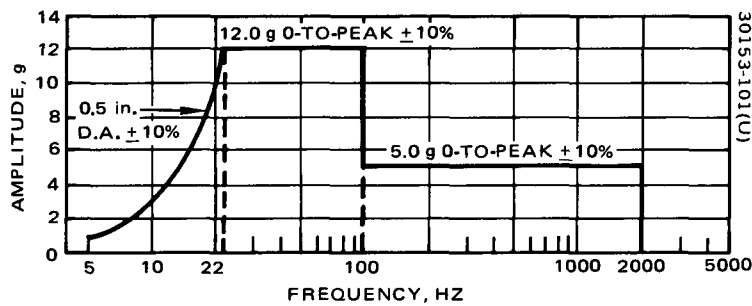 14
12
10
8
6
4
2
0
AMPLITUDE, g
12.0 g 0-TO-PEAK ±10%
0.5 in.
D.A. ±10%
5.0 g 0-TO-PEAK ±10%
5 10 22 100 1000 2000 5000
FREQUENCY, HZ
30153-101(U)